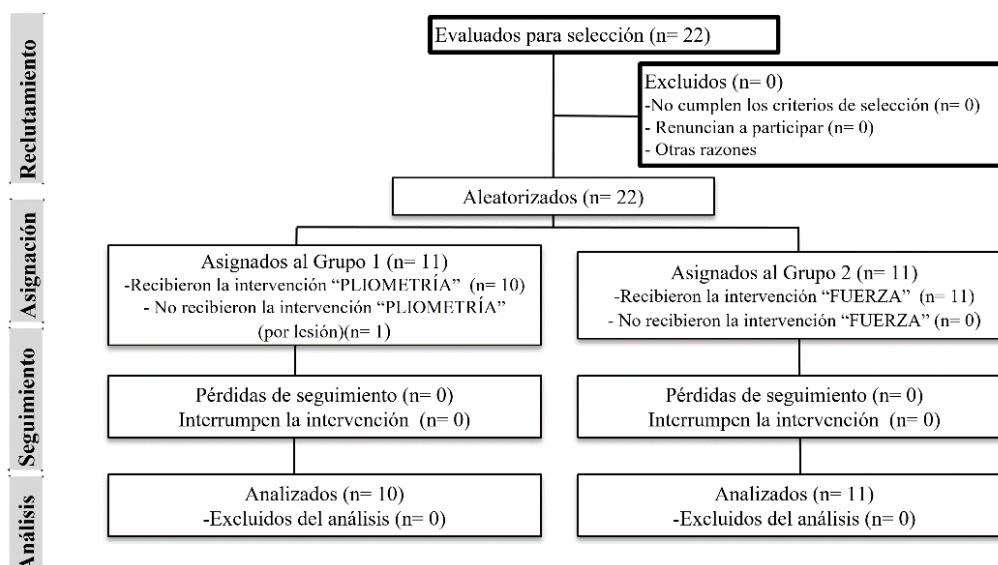 Reclutamiento
Evaluados para selección (n= 22)
Excluidos (n= 0)
-No cumplen los criterios de selección (n= 0)
- Renuncian a participar (n= 0)
- Otras razones
Aleatorizados (n= 22)
Asignación
Asignados al Grupo 1 (n= 11)
-Recibieron la intervención “PLIOMETRÍA” (n= 10)
- No recibieron la intervención “PLIOMETRÍA”
(por lesión)(n= 1)
Asignados al Grupo 2 (n= 11)
-Recibieron la intervención “FUERZA” (n= 11)
- No recibieron la intervención “FUERZA” (n= 0)
Seguimiento
Pérdidas de seguimiento (n= 0)
Interrumpen la intervención (n= 0)
Pérdidas de seguimiento (n= 0)
Interrumpen la intervención (n= 0)
Análisis
Analizados (n= 10)
-Excluidos del análisis (n= 0)
Analizados (n= 11)
-Excluidos del análisis (n= 0)